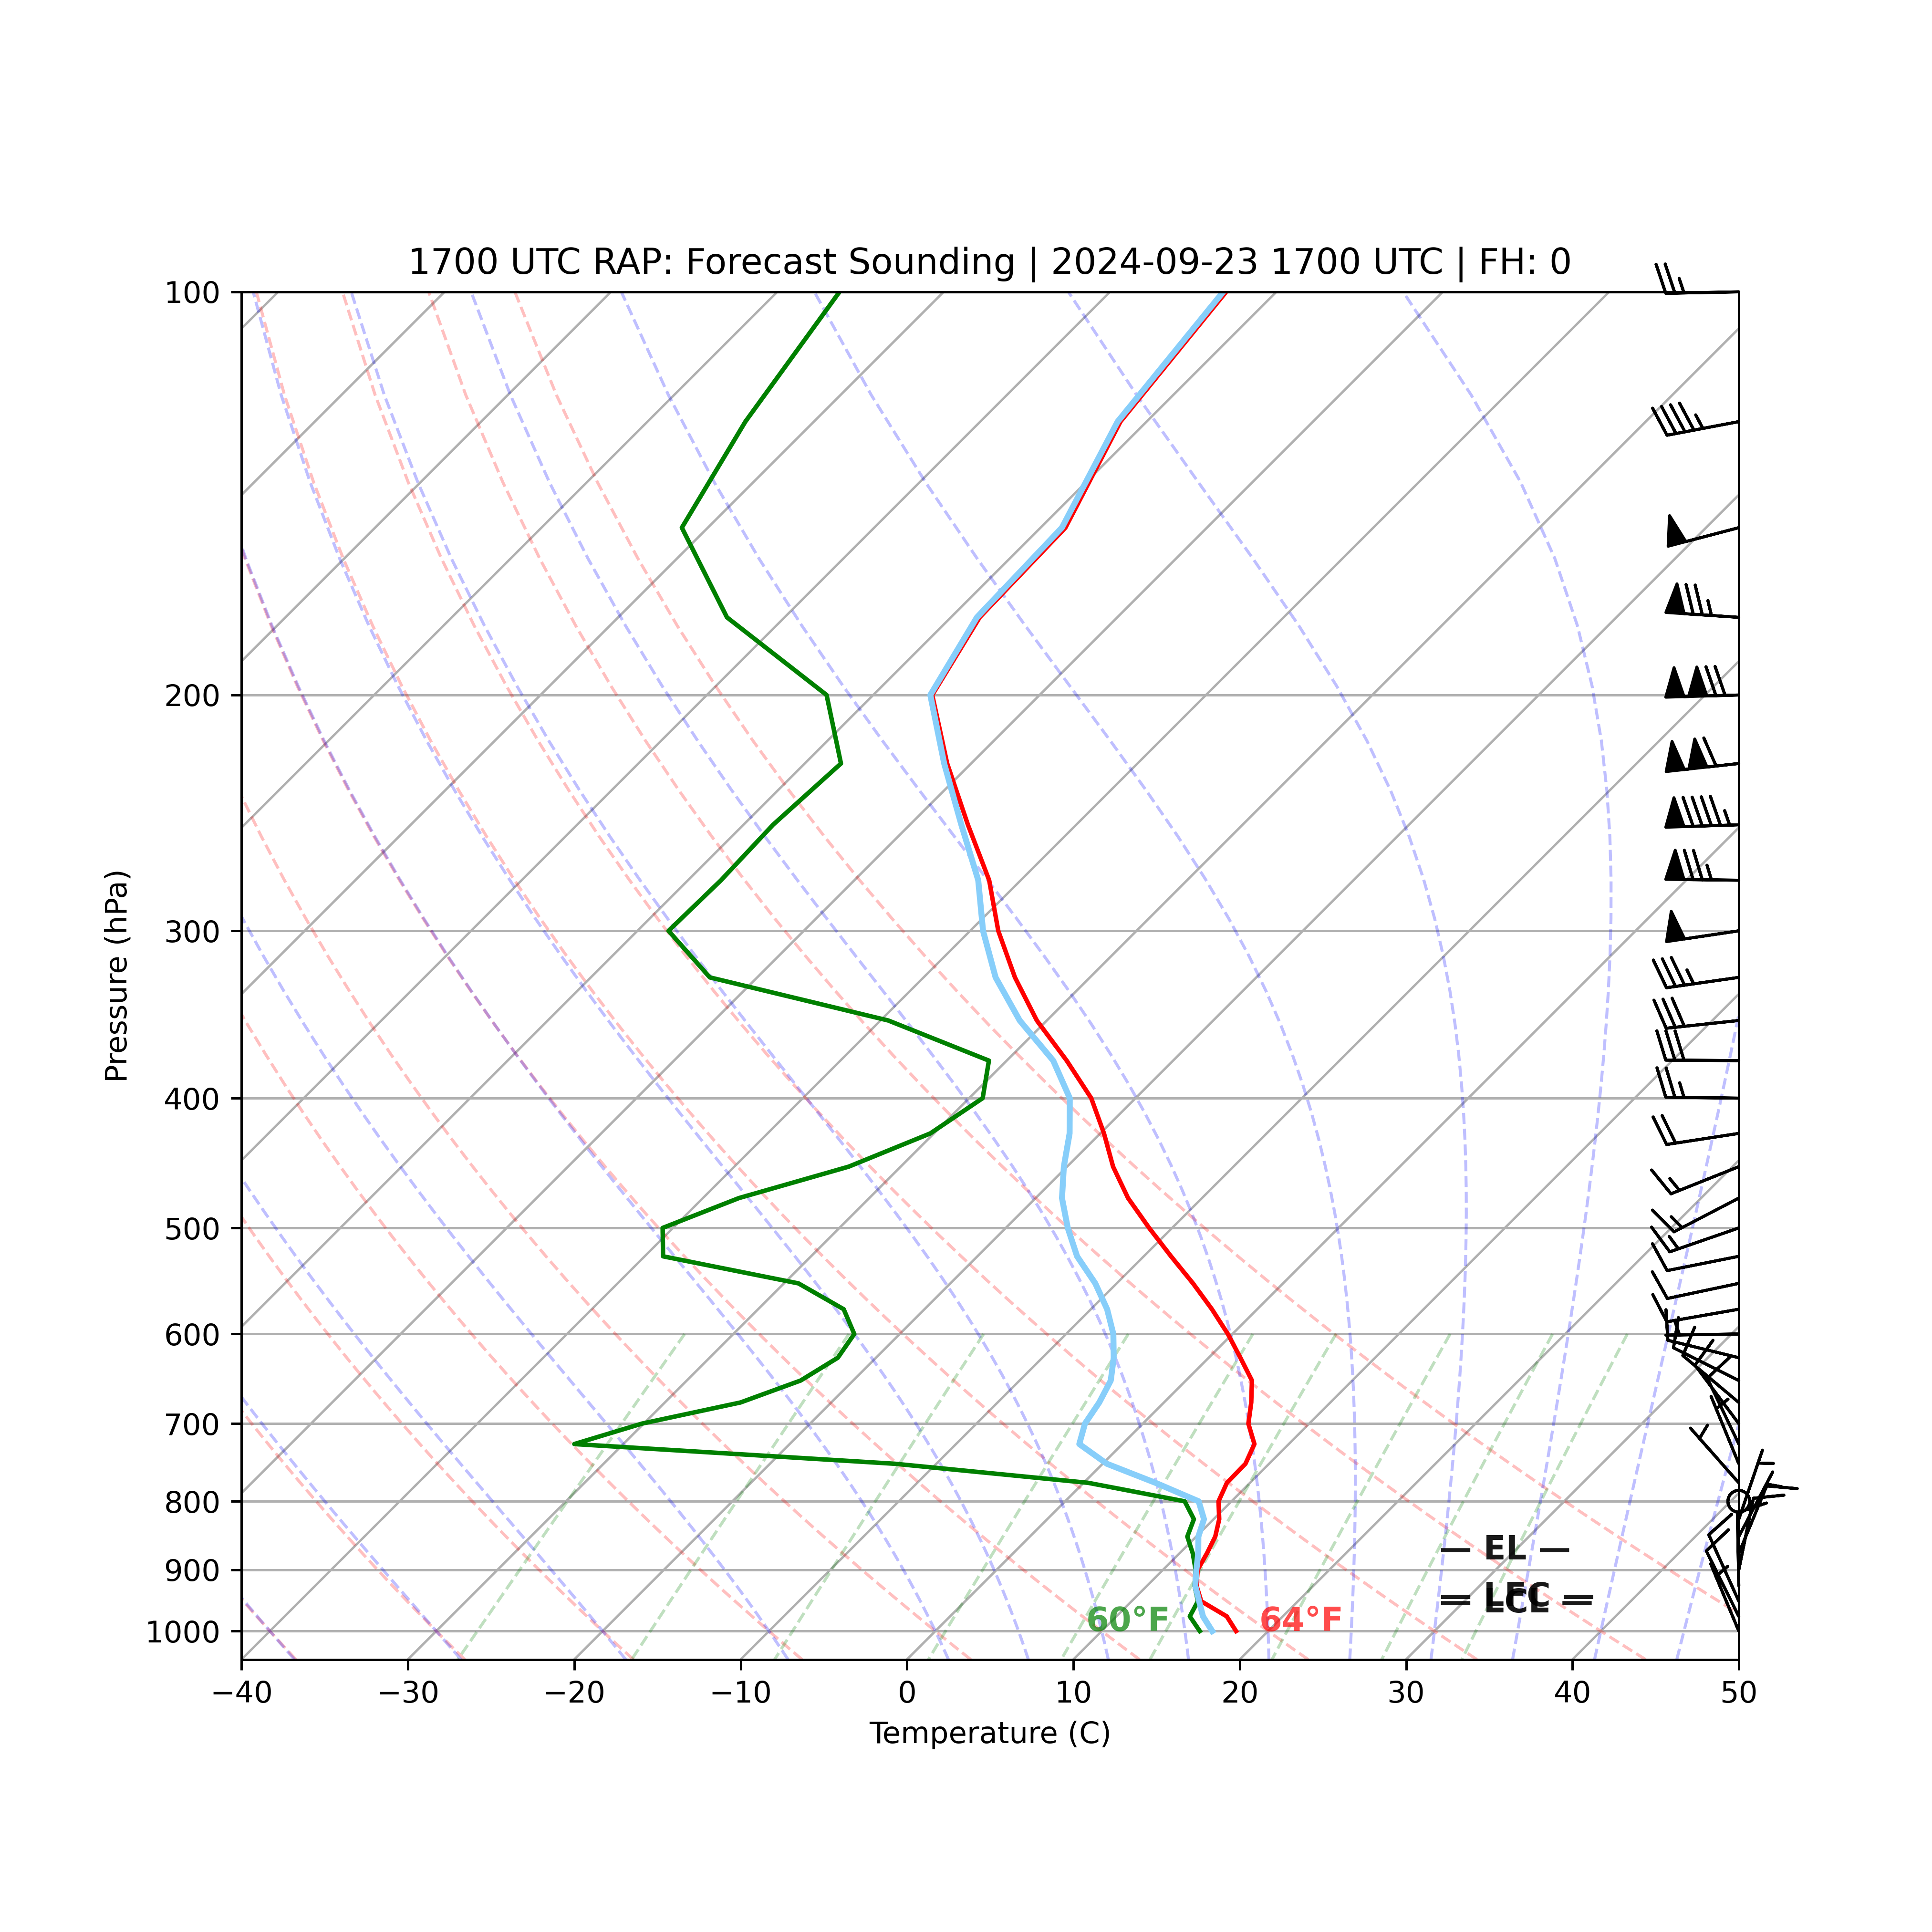 1700 UTC RAP: Forecast Sounding | 2024-09-23 1700 UTC | FH: 0
100
200
300
400
500
600
700
800
900
1000
Pressure (hPa)
— EL —
— LFC —
— LCL —
60°F
64°F
−40 −30 −20 −10 0 10 20 30 40 50
Temperature (C)